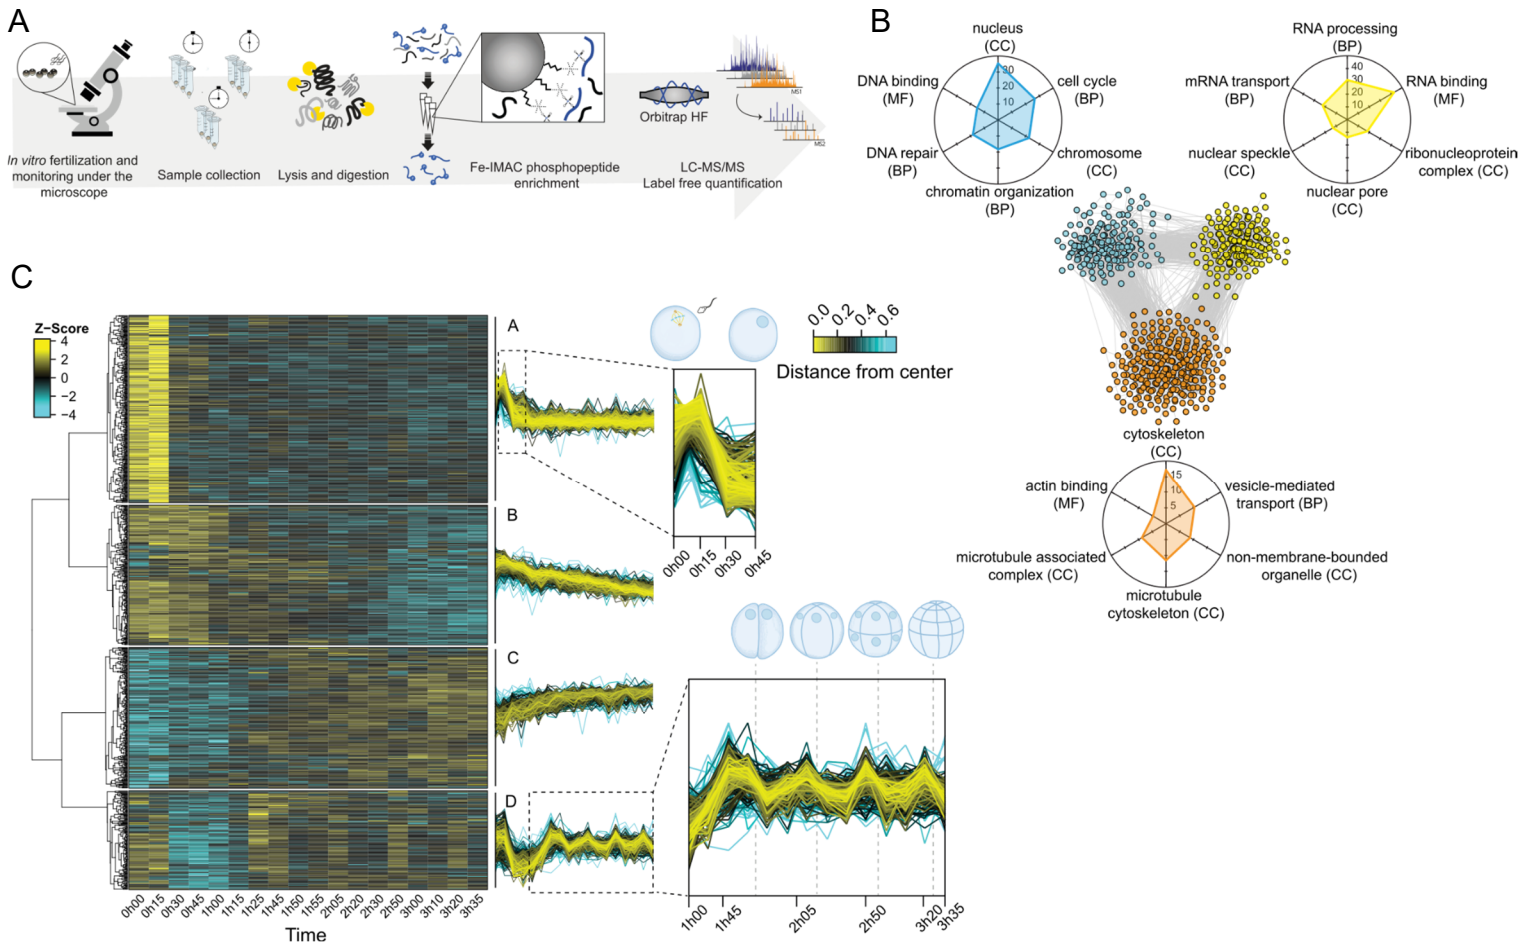 A
In vitro fertilization and
monitoring under the
microscope
Sample collection
Lysis and digestion
Fe-IMAC phosphopeptide
enrichment
Orbitrap HF
LC-MS/MS
Label free quantification
MS1
MS2
B
nucleus
(CC)
DNA binding
(MF)
cell cycle
(BP)
30
20
10
DNA repair
(BP)
chromosome
(CC)
chromatin organization
(BP)
RNA processing
(BP)
mRNA transport
(BP)
RNA binding
(MF)
40
30
20
10
nuclear speckle
(CC)
ribonucleoprotein
complex (CC)
nuclear pore
(CC)
cytoskeleton
(CC)
actin binding
(MF)
vesicle-mediated
transport (BP)
15
10
5
microtubule associated
complex (CC)
non-membrane-bounded
organelle (CC)
microtubule
cytoskeleton (CC)
C
Z-Score
4
2
0
−2
−4
A
B
C
D
0.0
0.2
0.4
0.6
Distance from center
0h00
0h15
0h30
0h45
0h00
0h15
0h30
0h45
1h00
1h15
1h25
1h45
1h50
1h55
2h05
2h20
2h30
2h50
3h00
3h10
3h20
3h35
Time
1h00
1h45
2h05
2h50
3h20
3h35